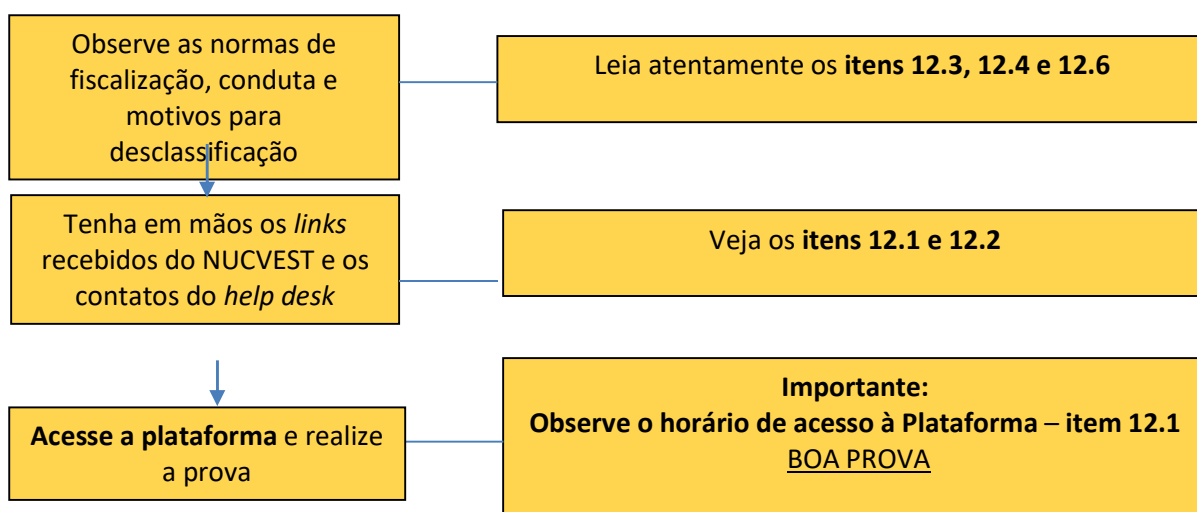 Observe as normas de
fiscalização, conduta e
motivos para
desclassificação
Leia atentamente os itens 12.3, 12.4 e 12.6
Tenha em mãos os links
recebidos do NUCVEST e os
contatos do help desk
Veja os itens 12.1 e 12.2
Acesse a plataforma e realize
a prova
Importante:
Observe o horário de acesso à Plataforma – item 12.1
BOA PROVA